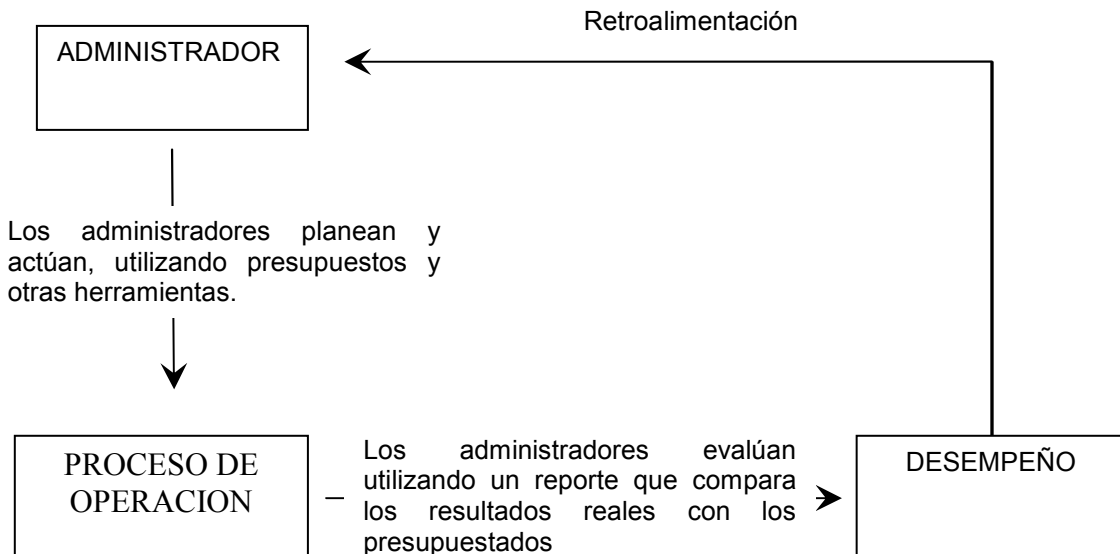 Retroalimentación
ADMINISTRADOR
Los administradores planean y
actúan, utilizando presupuestos y
otras herramientas.
PROCESO DE
OPERACION
Los administradores evalúan
utilizando un reporte que compara
los resultados reales con los
presupuestados
DESEMPEÑO